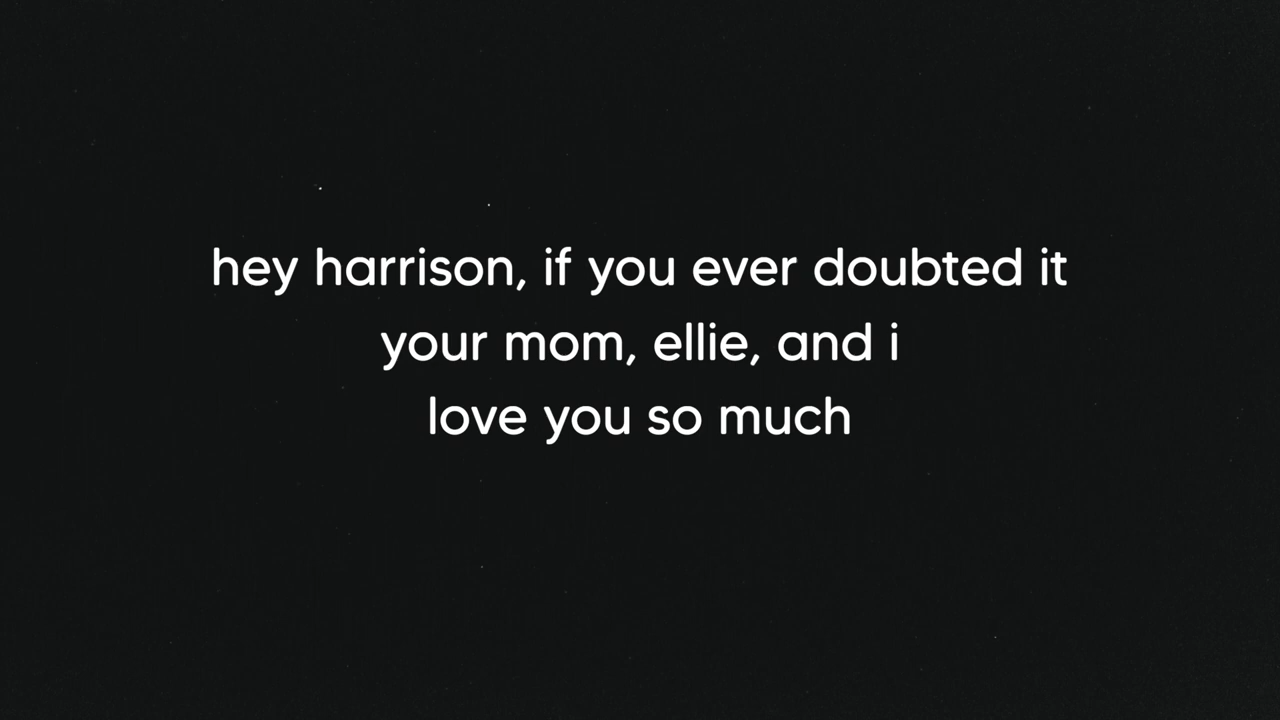 hey harrison, if you ever doubted it
your mom, ellie, and i
love you so much